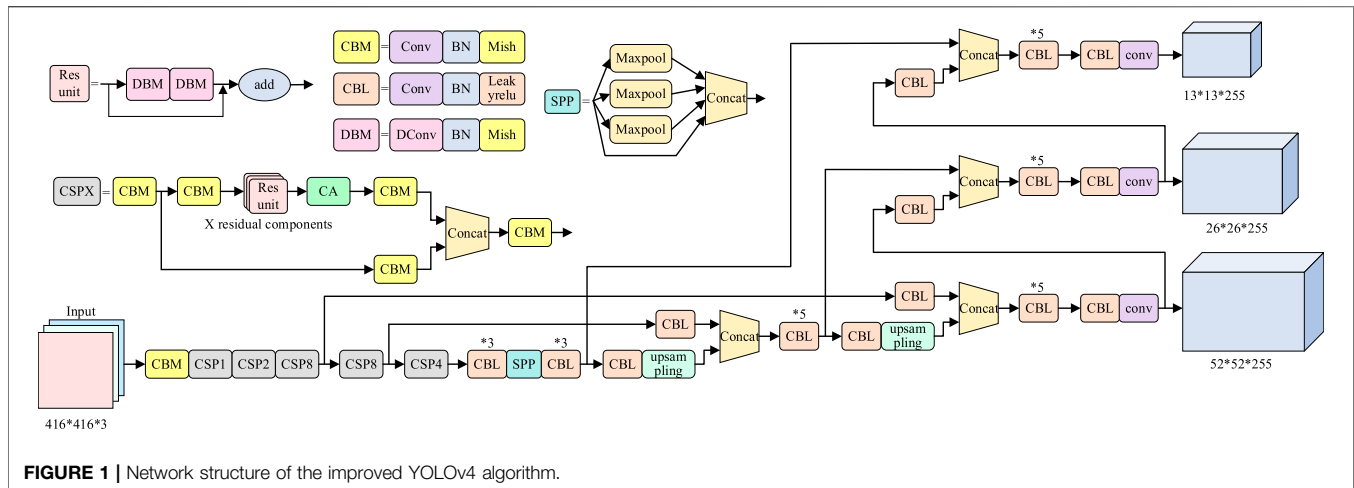 Res unit = DBM DBM add
CBM = Conv BN Mish
CBL = Conv BN Leak yrelu
DBM = DConv BN Mish
SPP = Maxpool Maxpool Maxpool Concat
CSPX = CBM CBM Res unit CA CBM
X residual components
Concat CBM
CBM
Input
416*416*3
CBM CSP1 CSP2 CSP8 CSP8 CSP4
*3 *3
CBL SPP CBL CBL upsam pling
CBL Concat
*5
CBL CBL upsam pling
CBL Concat
*5
CBL CBL conv
52*52*255
CBL Concat
*5
CBL CBL conv
26*26*255
CBL Concat
*5
CBL CBL conv
13*13*255
FIGURE 1 | Network structure of the improved YOLOv4 algorithm.